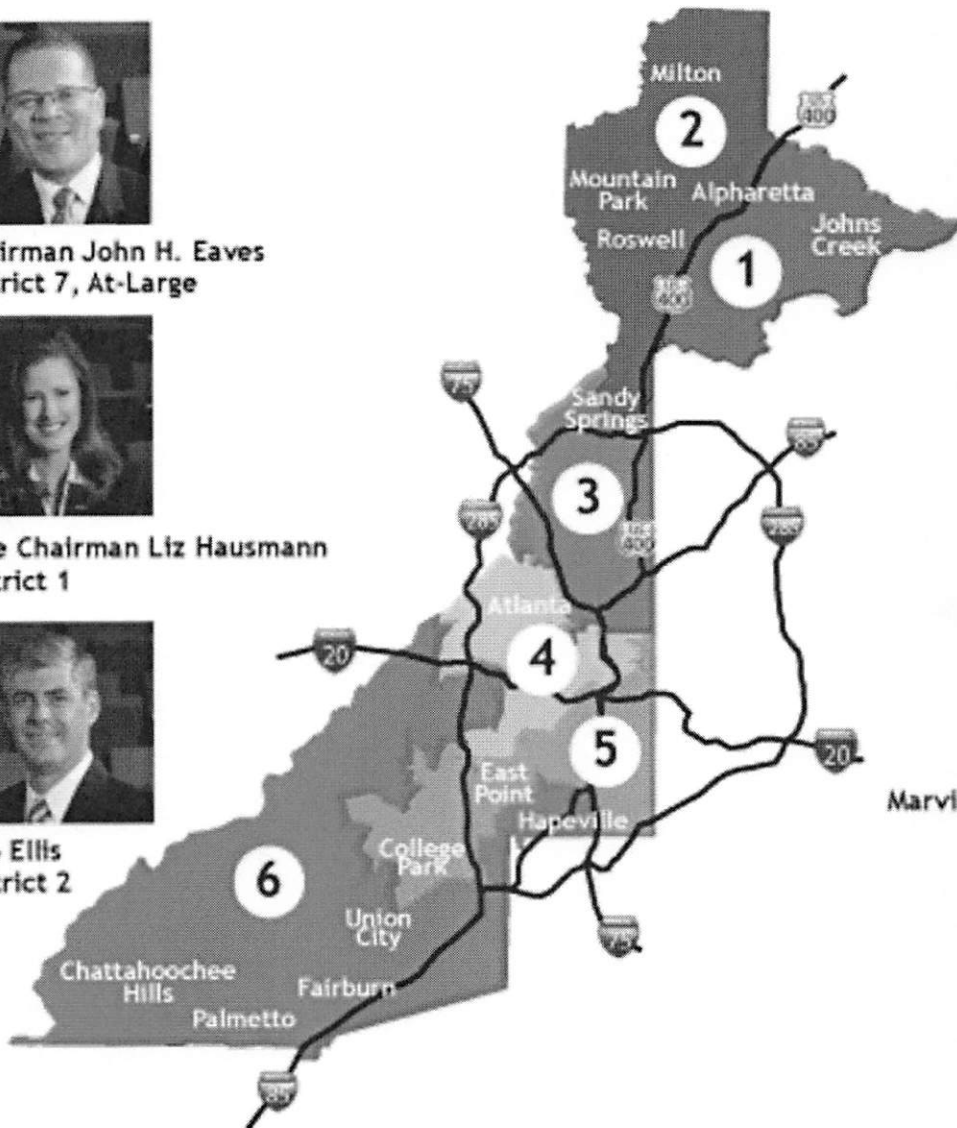 irman John H. Eaves
rict 7, At-Large
e Chairman Liz Hausmann
rict 1
Ellis
rict 2
Milton
2
400
Mountain
Park
Alpharetta
Roswell
Johns
Creek
1
400
75
Sandy
Springs
85
3
285
400
285
Atlanta
20
4
5
20
East
Point
Marvi
Hapeville
College
Park
6
Union
City
Chattahoochee
Hills
Fairburn
Palmetto
85